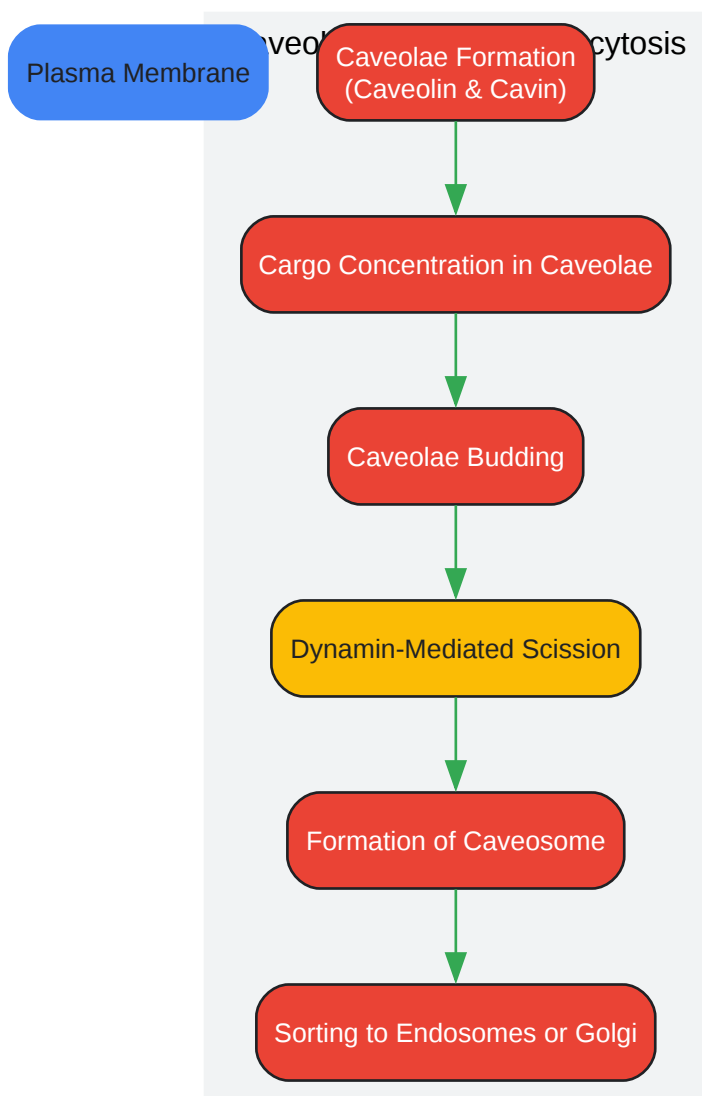 Plasma Membrane
Caveolae Formation
(Caveolin & Cavin)
cytosis
Cargo Concentration in Caveolae
Caveolae Budding
Dynamin-Mediated Scission
Formation of Caveosome
Sorting to Endosomes or Golgi